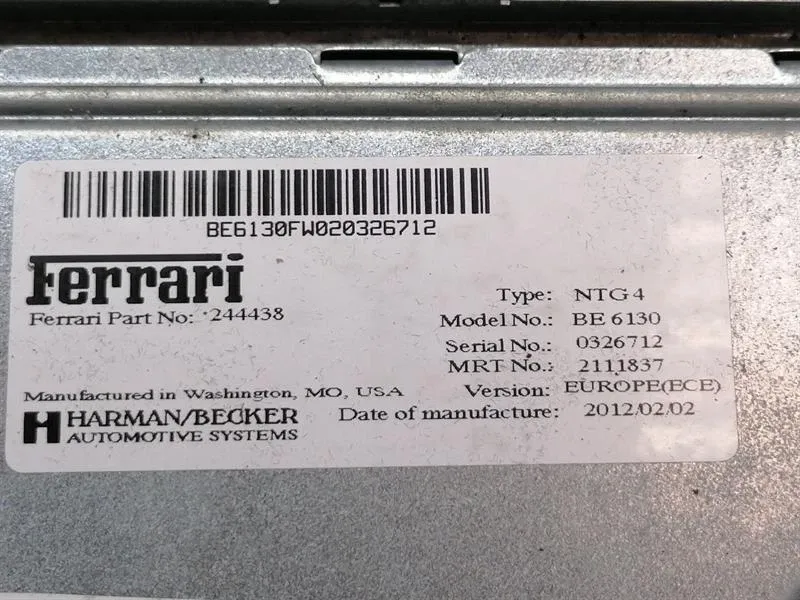 BE6130FW020326712
Ferrari
Ferrari Part No: 244438
Type: NTG4
Model No.: BE 6130
Serial No.: 0326712
MRT No.: 2111837
Manufactured in Washington, MO, USA
Version: EUROPE(ECE)
HARMAN/BECKER
AUTOMOTIVE SYSTEMS
Date of manufacture: 2012/02/02